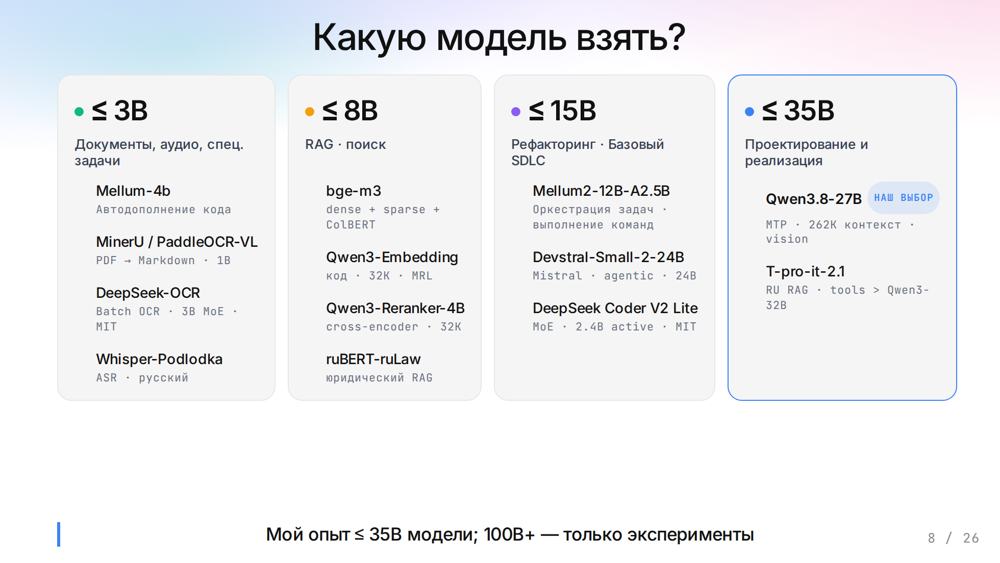 Какую модель взять?
≤ 3B
Документы, аудио, спец.
задачи
Mellum-4b
Автодополнение кода
MinerU / PaddleOCR-VL
PDF → Markdown · 1B
DeepSeek-OCR
Batch OCR · 3B MoE ·
MIT
Whisper-Podlodka
ASR · русский
≤ 8B
RAG · поиск
bge-m3
dense + sparse +
ColBERT
Qwen3-Embedding
код · 32K · MRL
Qwen3-Reranker-4B
cross-encoder · 32K
ruBERT-ruLaw
юридический RAG
≤ 15B
Рефакторинг · Базовый
SDLC
Mellum2-12B-A2.5B
Оркестрация задач ·
выполнение команд
Devstral-Small-2-24B
Mistral · agentic · 24B
DeepSeek Coder V2 Lite
MoE · 2.4B active · MIT
≤ 35B
Проектирование и
реализация
Qwen3.8-27B НАШ ВЫБОР
MTP · 262K контекст ·
vision
T-pro-it-2.1
RU RAG · tools > Qwen3-
32B
Мой опыт ≤ 35B модели; 100B+ — только эксперименты
8 / 26